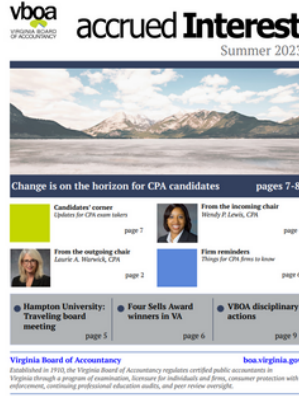 vboa
VIRGINIA BOARD
OF ACCOUNTANCY
accrued Interest
Summer 2023
Change is on the horizon for CPA candidates pages 7-8
Candidates' corner
Updates for CPA exam takers
page 7
From the incoming chair
Wendy P. Lewis, CPA
page
From the outgoing chair
Laurie A. Warwick, CPA
page 2
Firm reminders
Things for CPA firms to know
page
Hampton University:
Traveling board
meeting
page 5
Four Sells Award
winners in VA
page 6
VBOA disciplinary
actions
page 9
Virginia Board of Accountancy boa.virginia.gov
Established in 1910, the Virginia Board of Accountancy regulates certified public accountants in
Virginia through a program of examination, licensure for individuals and firms, consumer protection with
enforcement, continuing professional education audits, and peer review oversight.